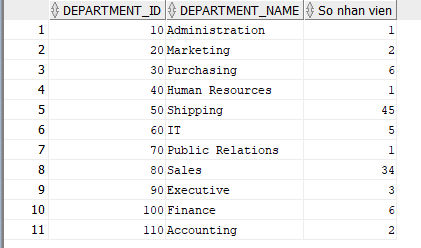 DEPARTMENT_ID DEPARTMENT_NAME So nhan vien
1 10 Administration 1
2 20 Marketing 2
3 30 Purchasing 6
4 40 Human Resources 1
5 50 Shipping 45
6 60 IT 5
7 70 Public Relations 1
8 80 Sales 34
9 90 Executive 3
10 100 Finance 6
11 110 Accounting 2